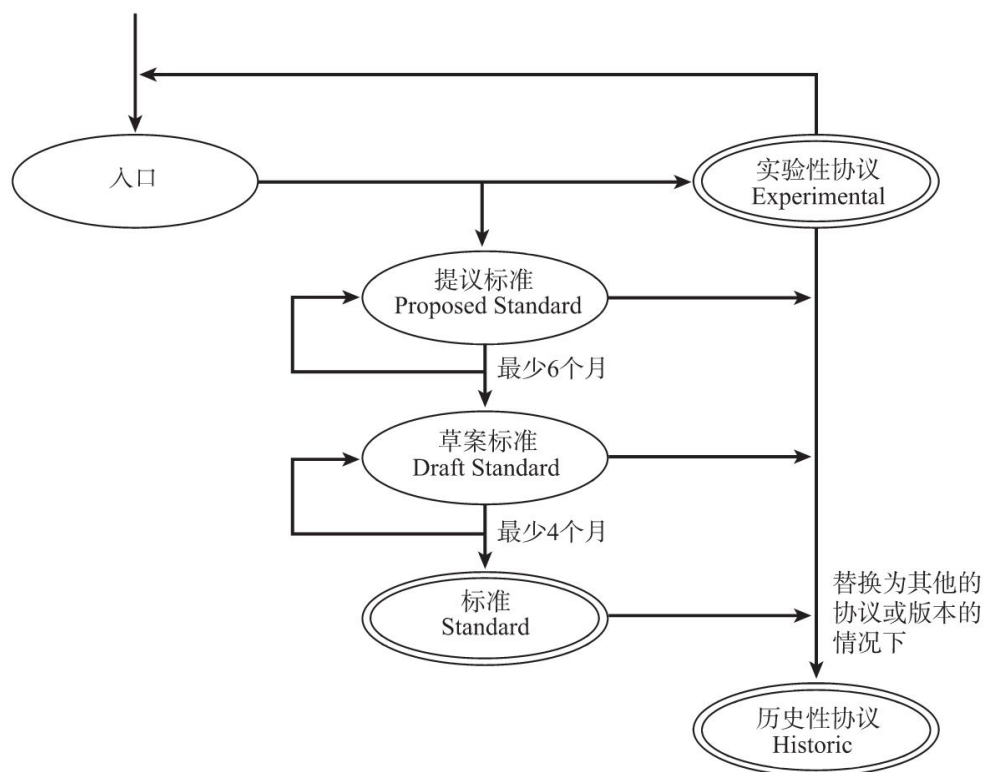 入口
实验性协议
Experimental
提议标准
Proposed Standard
最少6个月
草案标准
Draft Standard
最少4个月
标准
Standard
替换为其他的
协议或版本的
情况下
历史性协议
Historic